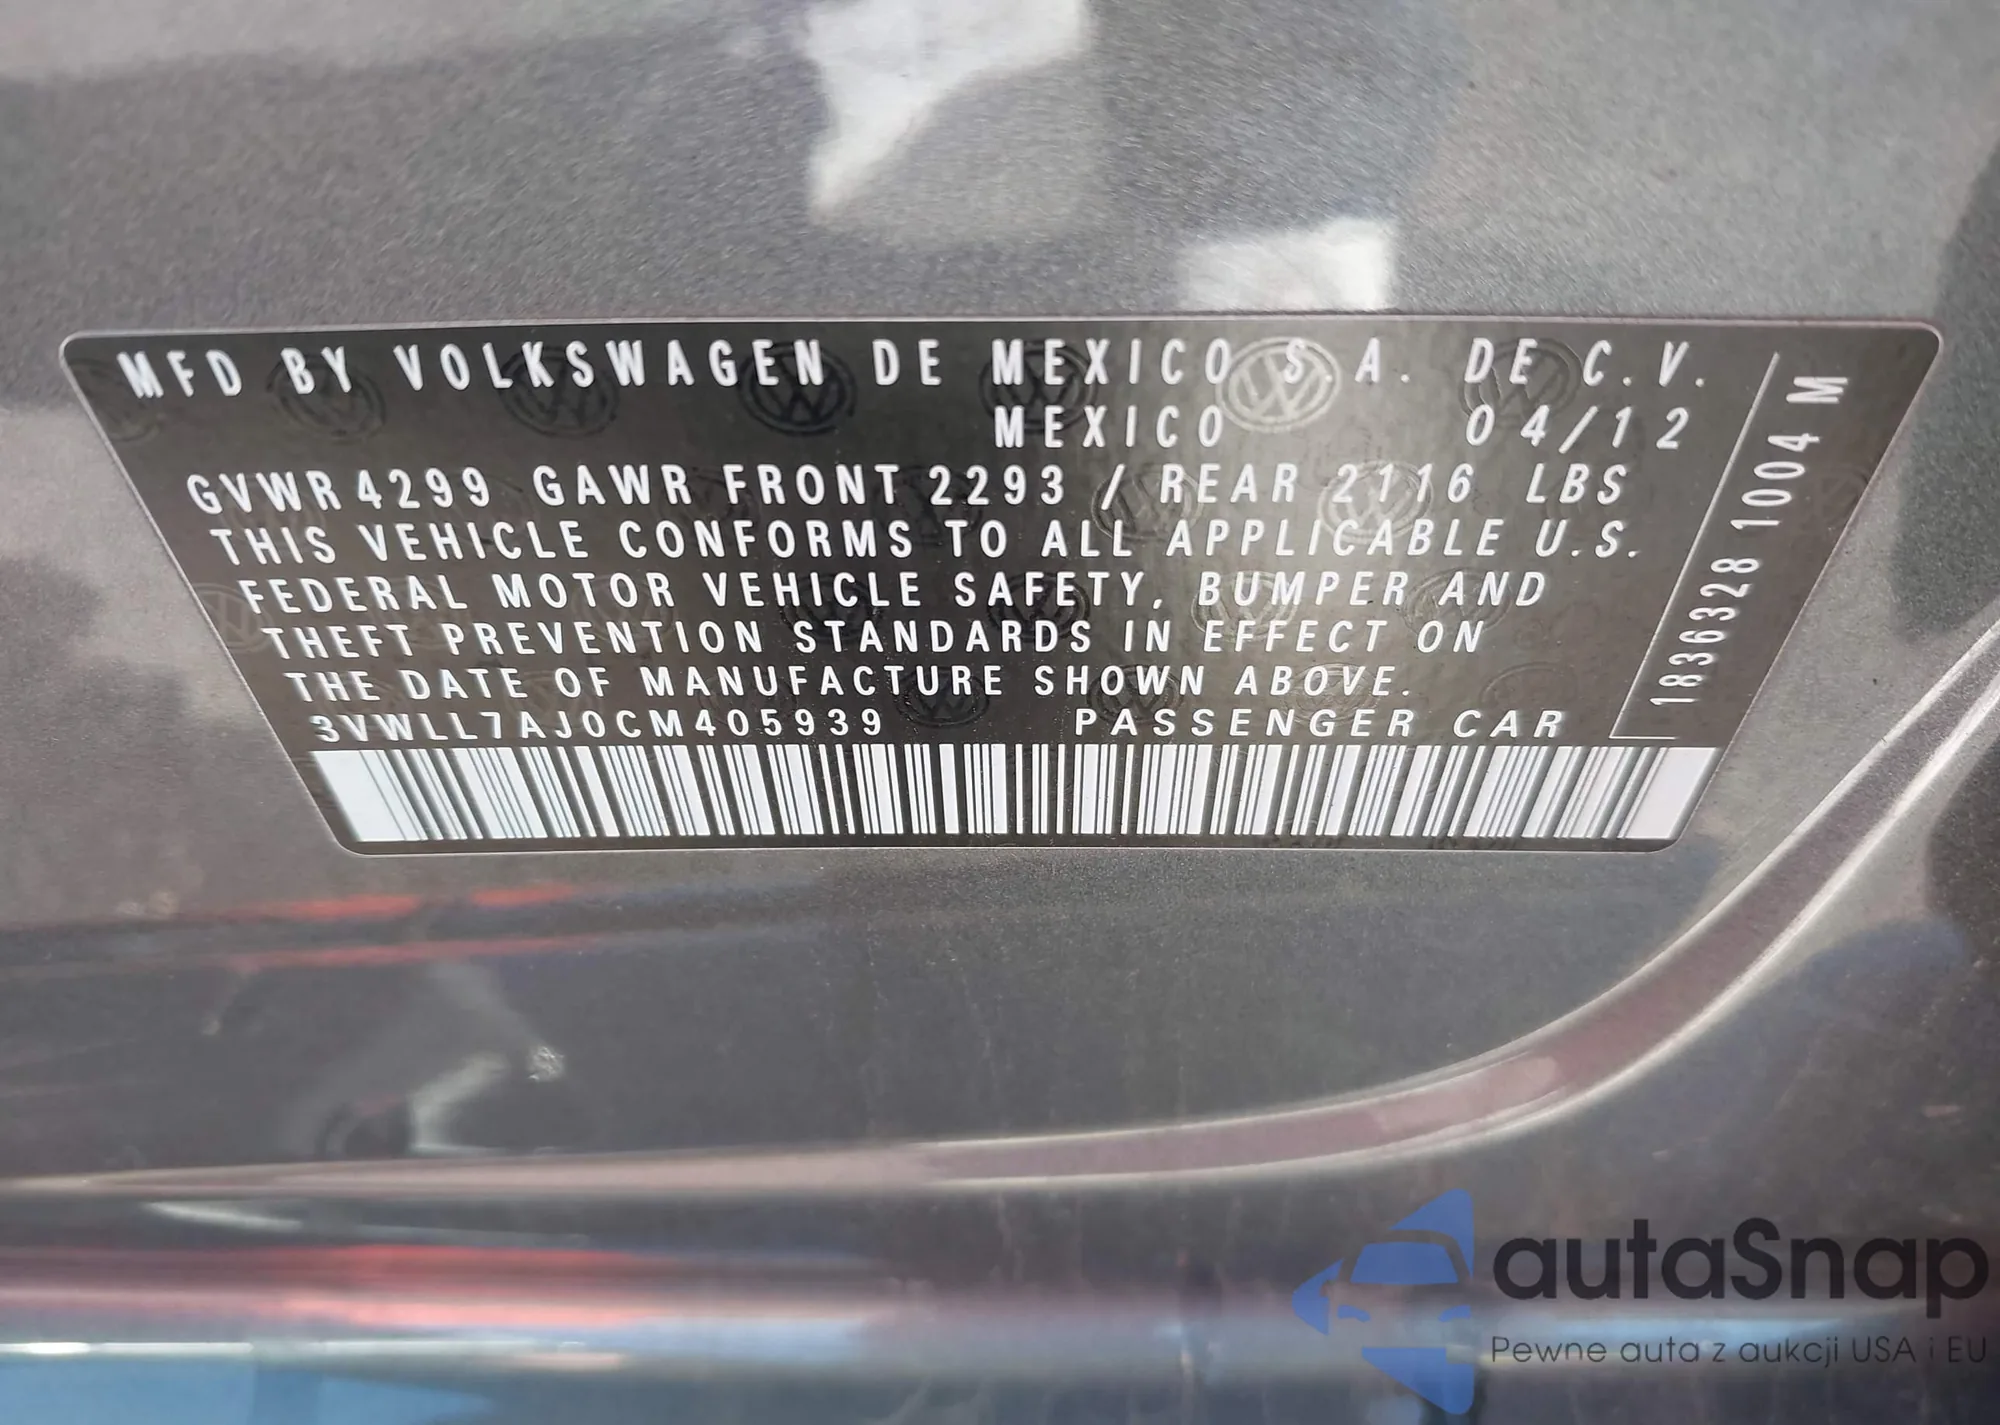 MFD BY VOLKSWAGEN DE MEXICO S.A. DE C.V.
MEXICO 04/12
GVWR 4299 GAWR FRONT 2293 / REAR 2116 LBS
THIS VEHICLE CONFORMS TO ALL APPLICABLE U.S.
FEDERAL MOTOR VEHICLE SAFETY, BUMPER AND
THEFT PREVENTION STANDARDS IN EFFECT ON
THE DATE OF MANUFACTURE SHOWN ABOVE.
3VWLL7AJ0CM405939 PASSENGER CAR
1836328 1004 M
autaSnap
Pewne auta z aukcji USA i EU